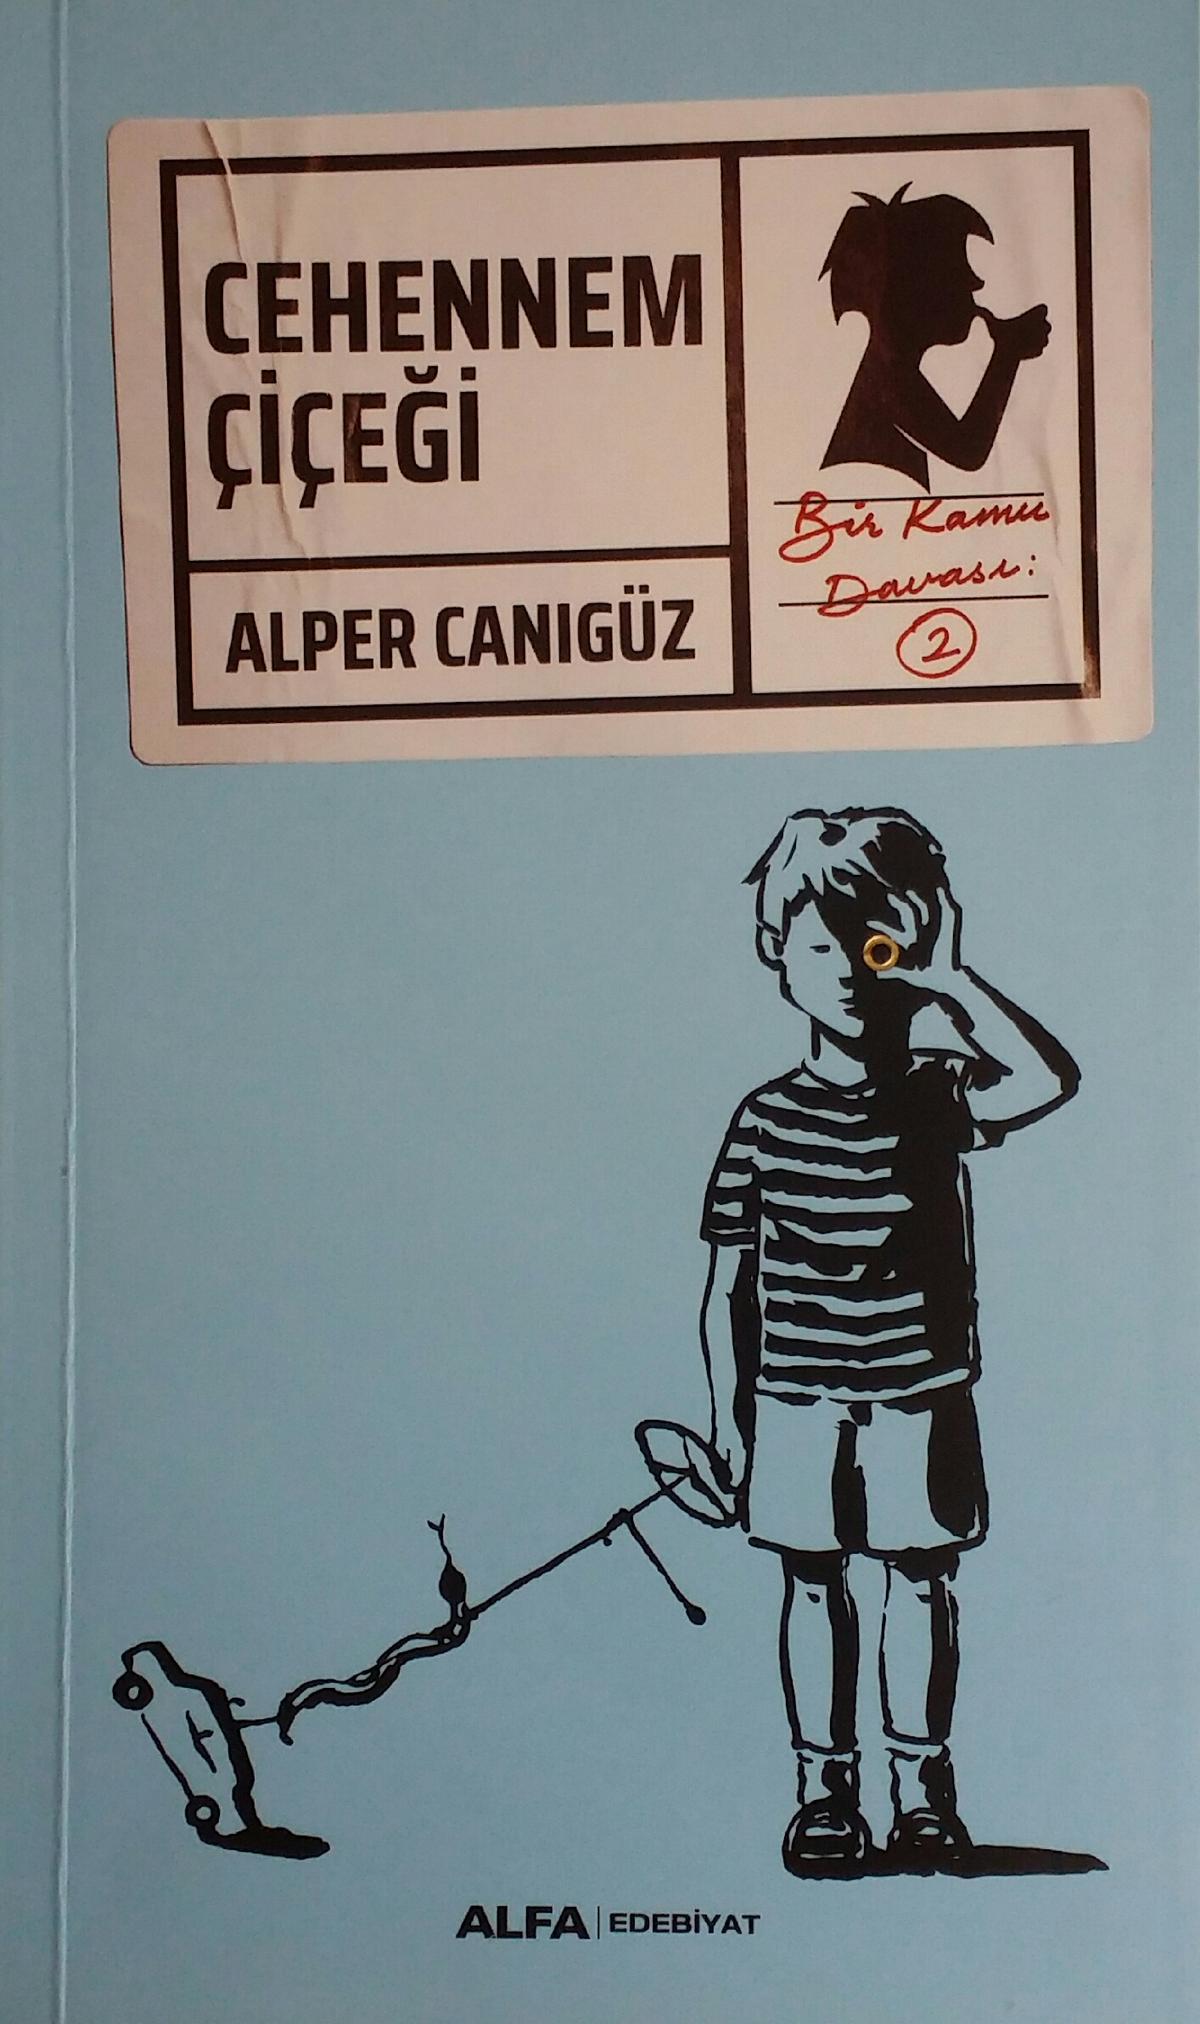 CEHENNEM
ÇİÇEĞİ
ALPER CANIGÜZ
Bir Kamu
Davası:
2
ALFA | EDEBİYAT